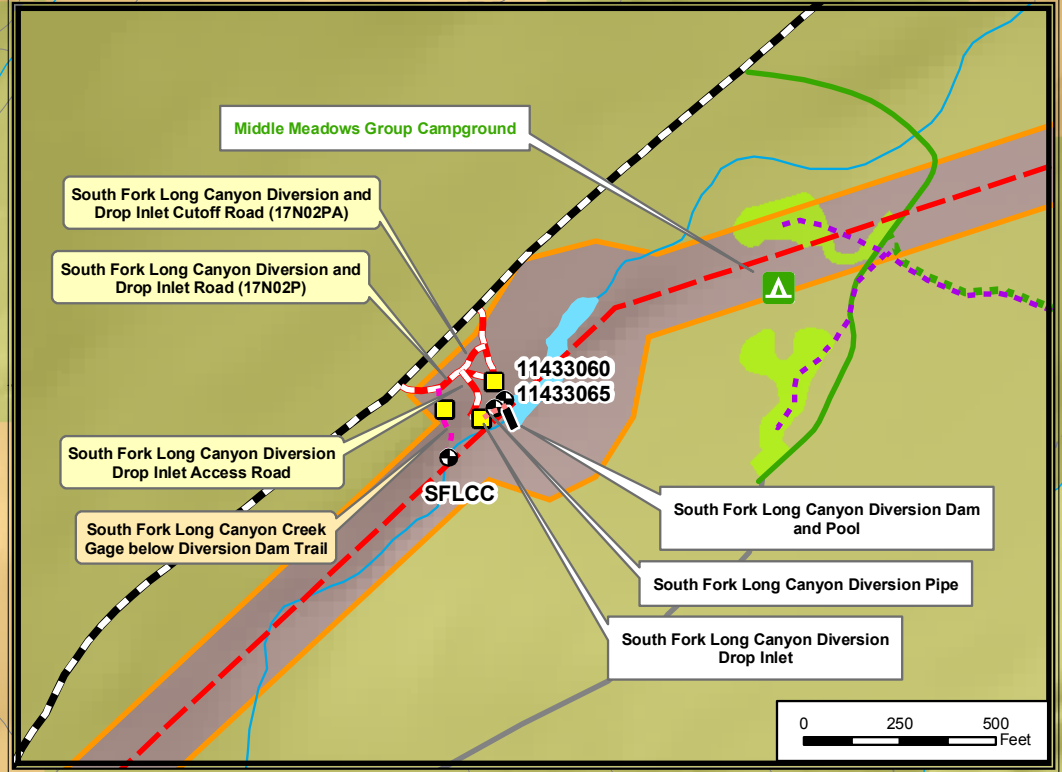 Middle Meadows Group Campground
South Fork Long Canyon Diversion and
Drop Inlet Cutoff Road (17N02PA)
South Fork Long Canyon Diversion and
Drop Inlet Road (17N02P)
11433060
11433065
South Fork Long Canyon Diversion
Drop Inlet Access Road
SFLCC
South Fork Long Canyon Creek
Gage below Diversion Dam Trail
South Fork Long Canyon Diversion Dam
and Pool
South Fork Long Canyon Diversion Pipe
South Fork Long Canyon Diversion
Drop Inlet
0 250 500
Feet